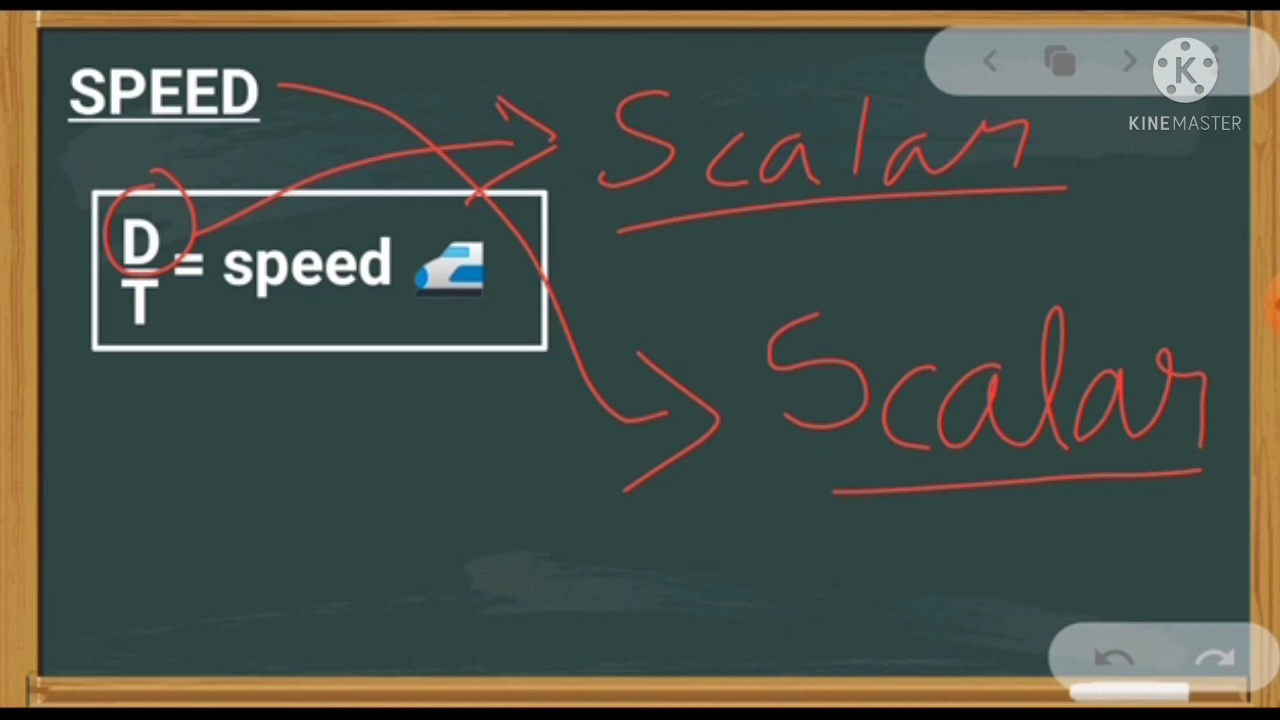 SPEED
Scalar
K
KINEMASTER
D
T
= speed
Scalar